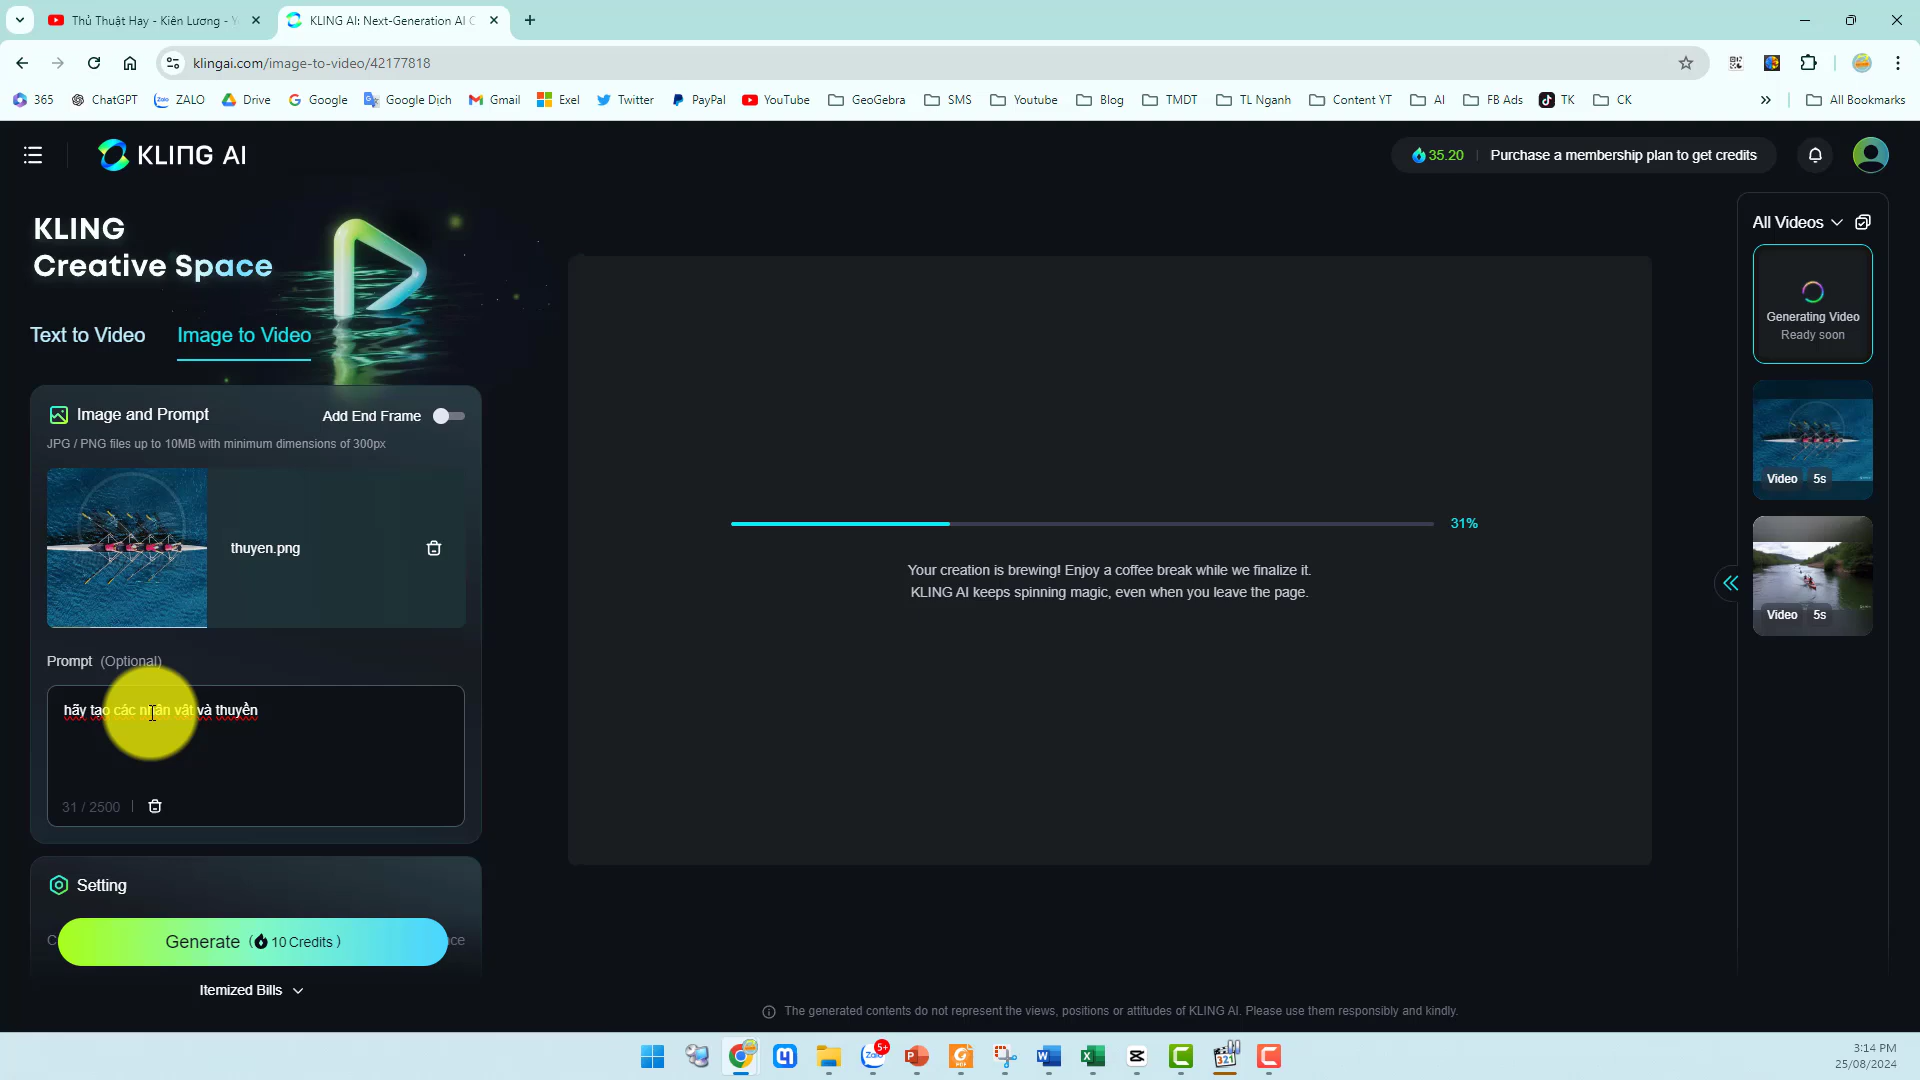 Thủ Thuật Hay - Kiên Lương - Y
KLING AI: Next-Generation AI C
klingai.com/image-to-video/42177818
365
ChatGPT
Zalo
ZALO
Drive
Google
Google Dịch
Gmail
Exel
Twitter
PayPal
YouTube
GeoGebra
SMS
Youtube
Blog
TMDT
TL Nganh
Content YT
AI
FB Ads
TK
CK
All Bookmarks
KLING AI
35.20
Purchase a membership plan to get credits
KLING
Creative Space
All Videos
Generating Video
Ready soon
Text to Video
Image to Video
Image and Prompt
Add End Frame
JPG / PNG files up to 10MB with minimum dimensions of 300px
thuyen.png
Video 5s
31%
Your creation is brewing! Enjoy a coffee break while we finalize it.
KLING AI keeps spinning magic, even when you leave the page.
Video 5s
Prompt (Optional)
hãy tạo các nhân vật và thuyền
31 / 2500
Setting
C
ce
Generate ( 10 Credits )
Itemized Bills
The generated contents do not represent the views, positions or attitudes of KLING AI. Please use them responsibly and kindly.
Zalo
5+
PDF
321
3:14 PM
25/08/2024